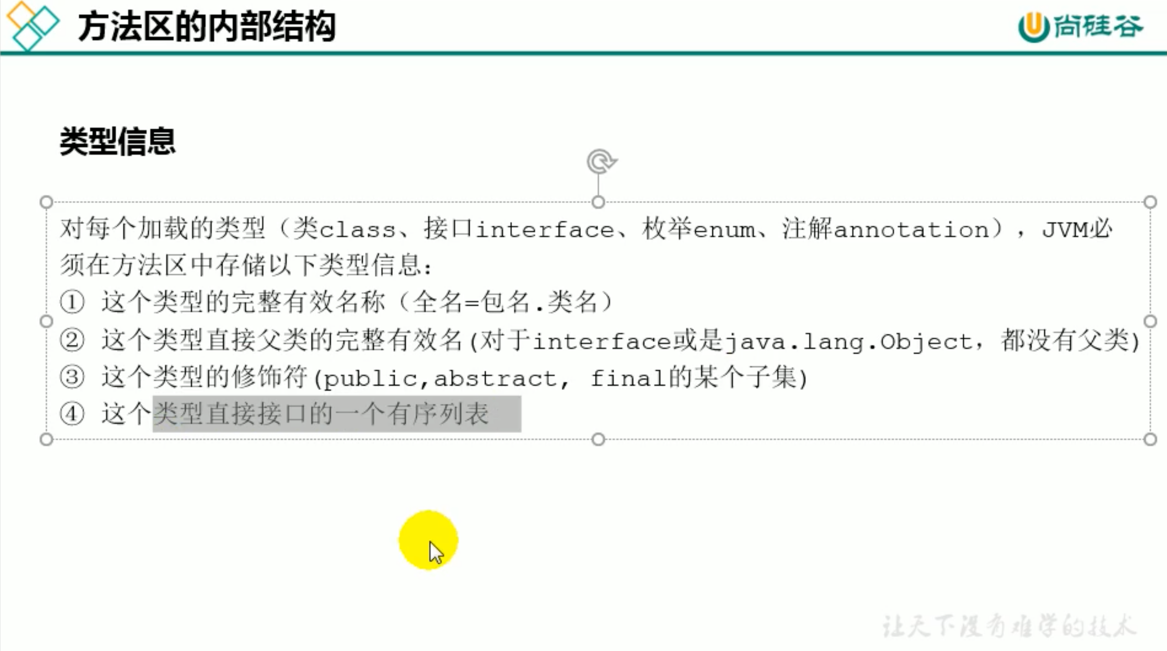 方法区的内部结构
尚硅谷
类型信息
对每个加载的类型（类class、接口interface、枚举enum、注解annotation），JVM必
须在方法区中存储以下类型信息：
① 这个类型的完整有效名称（全名=包名.类名）
② 这个类型直接父类的完整有效名(对于interface或是java.lang.Object，都没有父类)
③ 这个类型的修饰符(public,abstract, final的某个子集)
④ 这个类型直接接口的一个有序列表
让天下没有难学的技术